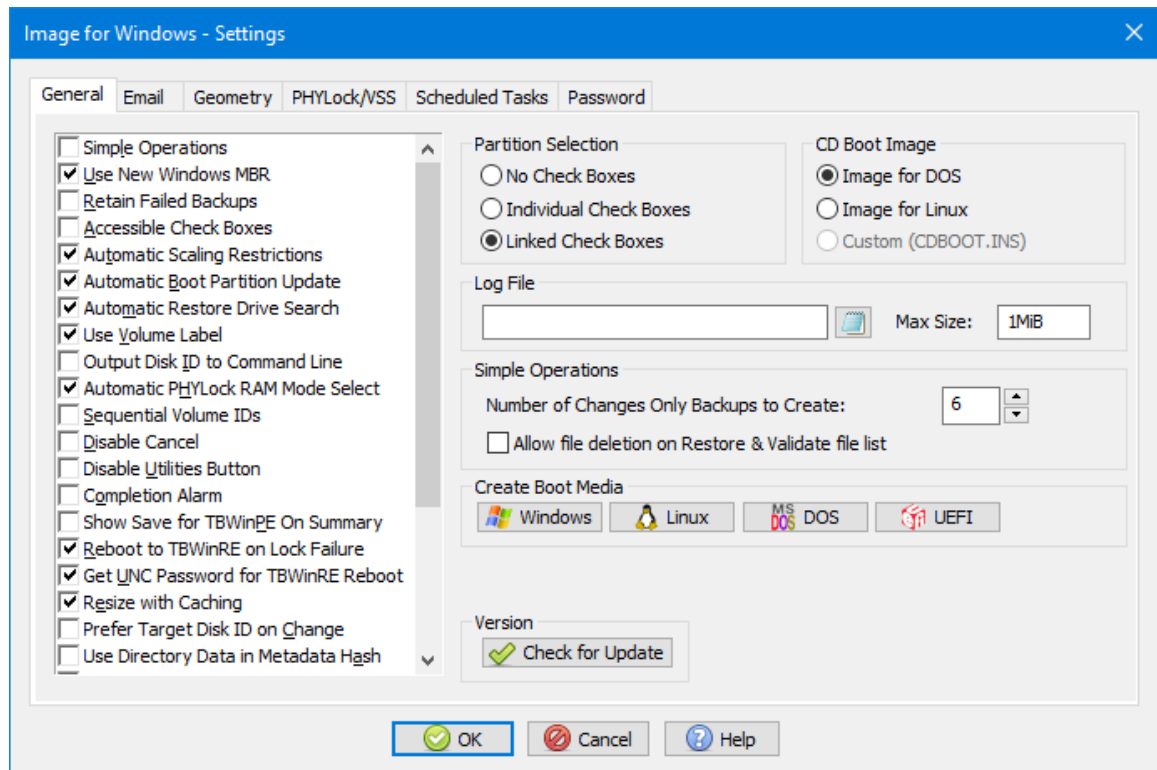 Image for Windows - Settings
General Email Geometry PHYLock/VSS Scheduled Tasks Password
Simple Operations
Use New Windows MBR
Retain Failed Backups
Accessible Check Boxes
Automatic Scaling Restrictions
Automatic Boot Partition Update
Automatic Restore Drive Search
Use Volume Label
Output Disk ID to Command Line
Automatic PHYLock RAM Mode Select
Sequential Volume IDs
Disable Cancel
Disable Utilities Button
Completion Alarm
Show Save for TBWinPE On Summary
Reboot to TBWinRE on Lock Failure
Get UNC Password for TBWinRE Reboot
Resize with Caching
Prefer Target Disk ID on Change
Use Directory Data in Metadata Hash
Partition Selection
No Check Boxes
Individual Check Boxes
Linked Check Boxes
CD Boot Image
Image for DOS
Image for Linux
Custom (CDBOOT.INS)
Log File
Max Size: 1MiB
Simple Operations
Number of Changes Only Backups to Create: 6
Allow file deletion on Restore & Validate file list
Create Boot Media
Windows Linux MS DOS DOS UEFI
Version
Check for Update
OK Cancel Help